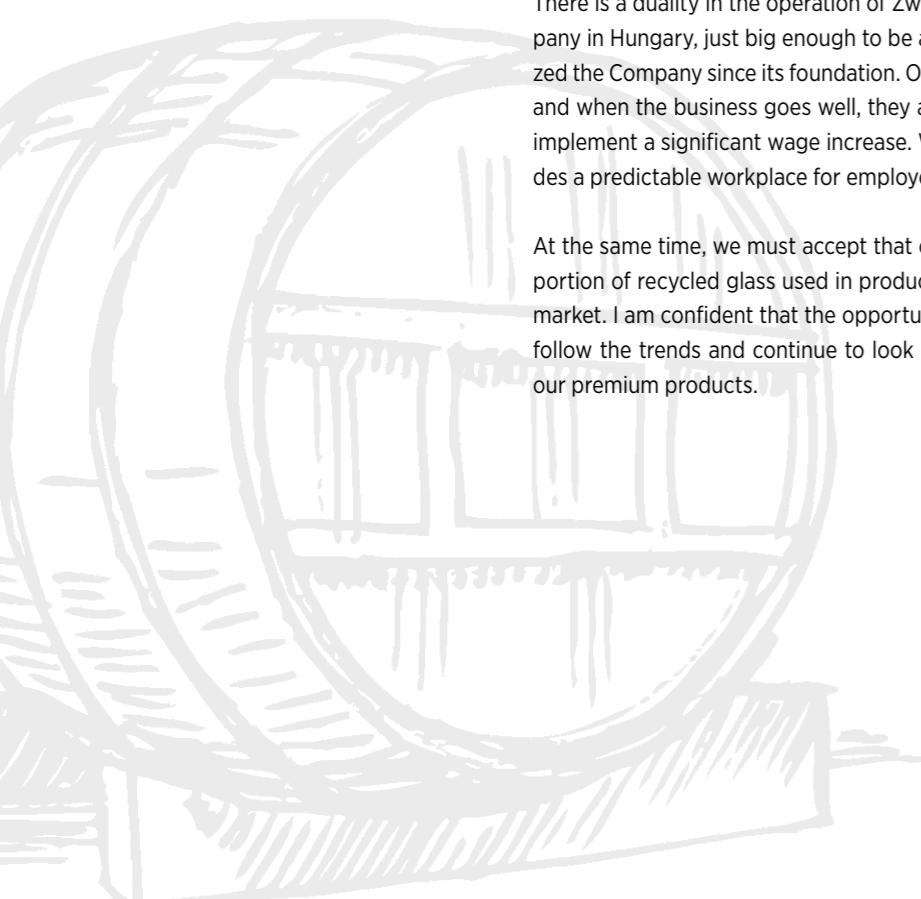 There is a duality in the operation of Zw
pany in Hungary, just big enough to be a
zed the Company since its foundation. O
and when the business goes well, they a
implement a significant wage increase.
des a predictable workplace for employe
At the same time, we must accept that
portion of recycled glass used in produc
market. I am confident that the opportu
follow the trends and continue to look
our premium products.